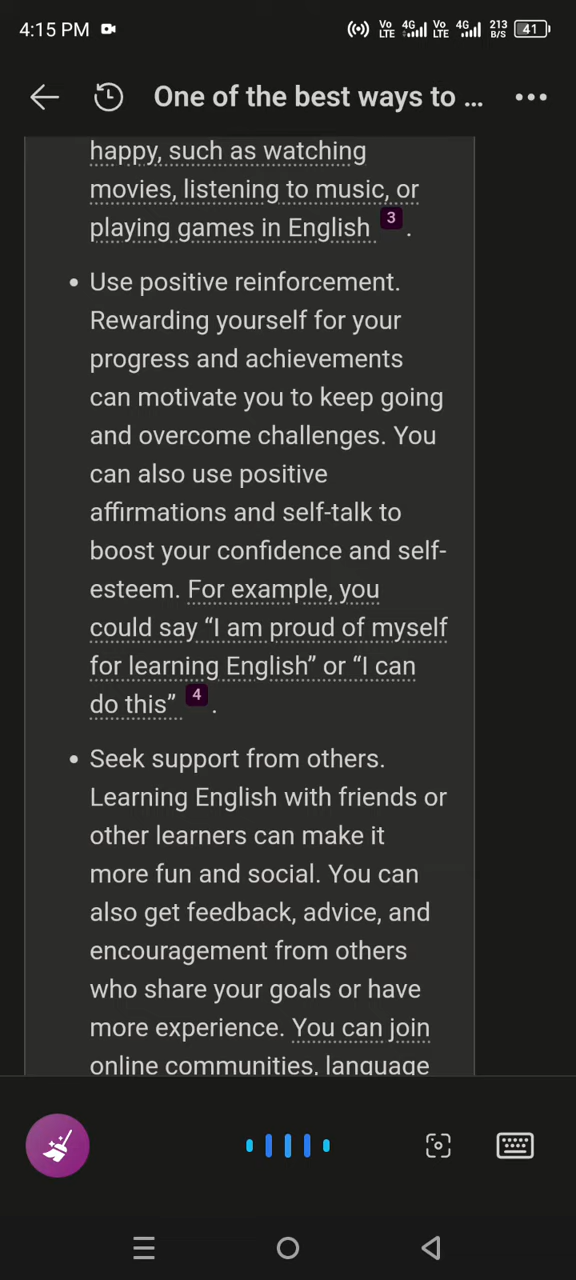 4:15 PM
Vo LTE 4G Vo LTE 4G 213 B/S 41
One of the best ways to ...
happy, such as watching
movies, listening to music, or
playing games in English 3 .
• Use positive reinforcement.
Rewarding yourself for your
progress and achievements
can motivate you to keep going
and overcome challenges. You
can also use positive
affirmations and self-talk to
boost your confidence and self-
esteem. For example, you
could say “I am proud of myself
for learning English” or “I can
do this” 4 .
• Seek support from others.
Learning English with friends or
other learners can make it
more fun and social. You can
also get feedback, advice, and
encouragement from others
who share your goals or have
more experience. You can join
online communities, language